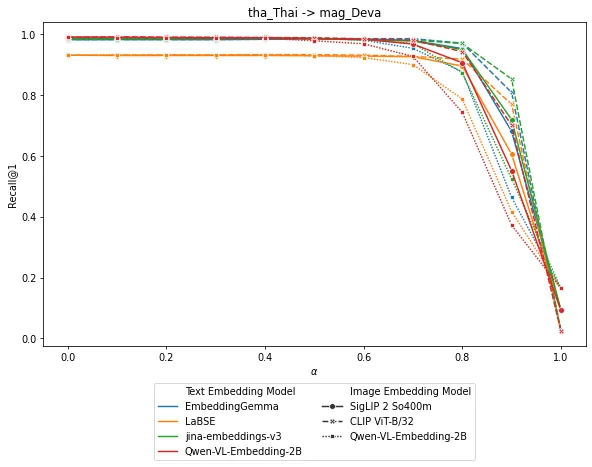 tha_Thai -> mag_Deva
1.0
0.8
0.6
0.4
0.2
0.0
Recall@1
0.0 0.2 0.4 0.6 0.8 1.0
α
Text Embedding Model
EmbeddingGemma
LaBSE
jina-embeddings-v3
Qwen-VL-Embedding-2B
Image Embedding Model
SigLIP 2 So400m
CLIP ViT-B/32
Qwen-VL-Embedding-2B